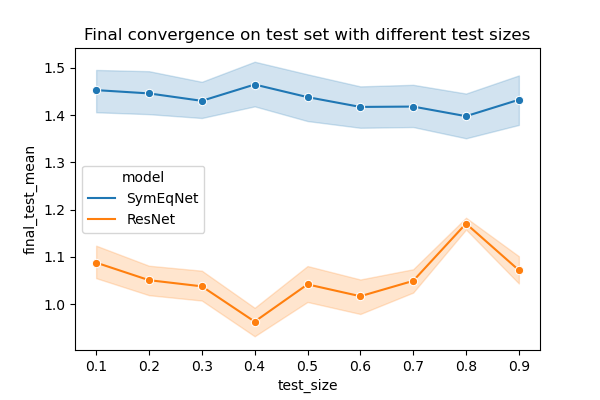 Final convergence on test set with different test sizes
final_test_mean
1.5
1.4
1.3
1.2
1.1
1.0
model
SymEqNet
ResNet
0.1 0.2 0.3 0.4 0.5 0.6 0.7 0.8 0.9
test_size